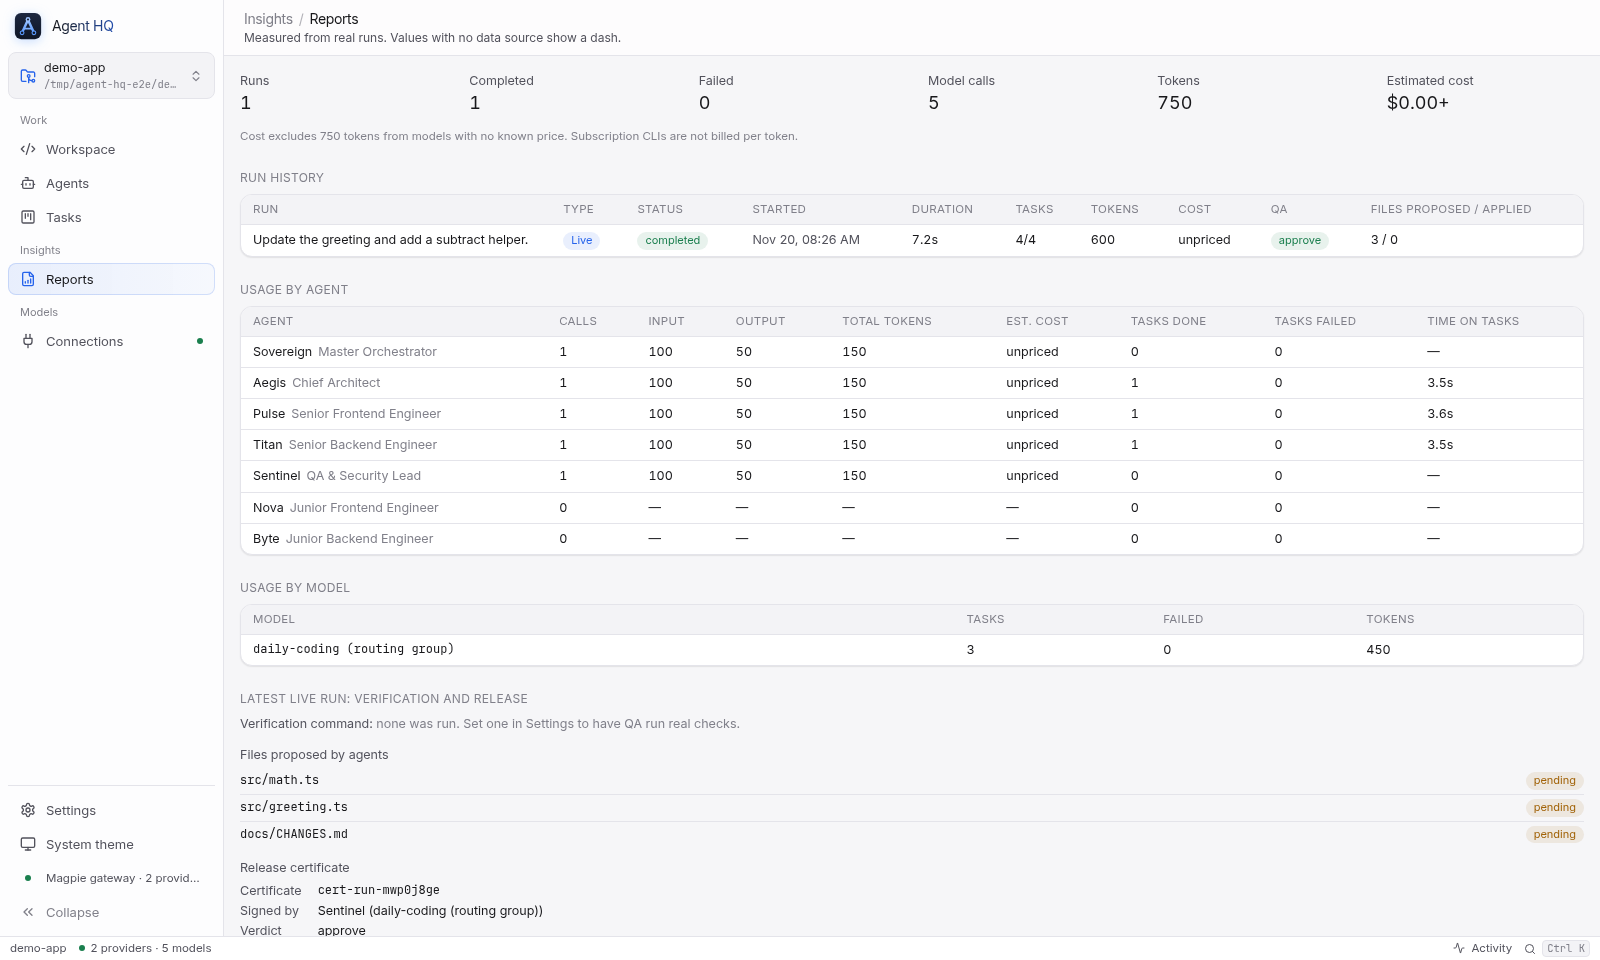 Agent HQ
demo-app
/tmp/agent-hq-e2e/de…
Work
Workspace
Agents
Tasks
Insights
Reports
Models
Connections
Settings
System theme
Magpie gateway · 2 provid...
Collapse
Insights / Reports
Measured from real runs. Values with no data source show a dash.
Runs Completed Failed Model calls Tokens Estimated cost
1 1 0 5 750 $0.00+
Cost excludes 750 tokens from models with no known price. Subscription CLIs are not billed per token.
RUN HISTORY
RUN TYPE STATUS STARTED DURATION TASKS TOKENS COST QA FILES PROPOSED / APPLIED
Update the greeting and add a subtract helper. Live completed Nov 20, 08:26 AM 7.2s 4/4 600 unpriced approve 3 / 0
USAGE BY AGENT
AGENT CALLS INPUT OUTPUT TOTAL TOKENS EST. COST TASKS DONE TASKS FAILED TIME ON TASKS
Sovereign Master Orchestrator 1 100 50 150 unpriced 0 0 —
Aegis Chief Architect 1 100 50 150 unpriced 1 0 3.5s
Pulse Senior Frontend Engineer 1 100 50 150 unpriced 1 0 3.6s
Titan Senior Backend Engineer 1 100 50 150 unpriced 1 0 3.5s
Sentinel QA & Security Lead 1 100 50 150 unpriced 0 0 —
Nova Junior Frontend Engineer 0 — — — — 0 0 —
Byte Junior Backend Engineer 0 — — — — 0 0 —
USAGE BY MODEL
MODEL TASKS FAILED TOKENS
daily-coding (routing group) 3 0 450
LATEST LIVE RUN: VERIFICATION AND RELEASE
Verification command: none was run. Set one in Settings to have QA run real checks.
Files proposed by agents
src/math.ts pending
src/greeting.ts pending
docs/CHANGES.md pending
Release certificate
Certificate cert-run-mwp0j8ge
Signed by Sentinel (daily-coding (routing group))
Verdict approve
demo-app 2 providers · 5 models Activity Ctrl K